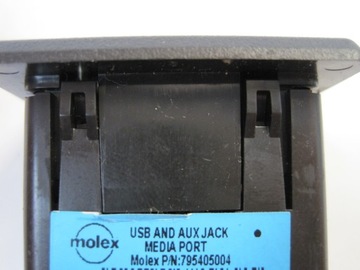 molex
USB AND AUX JACK
MEDIA PORT
Molex P/N:795405004